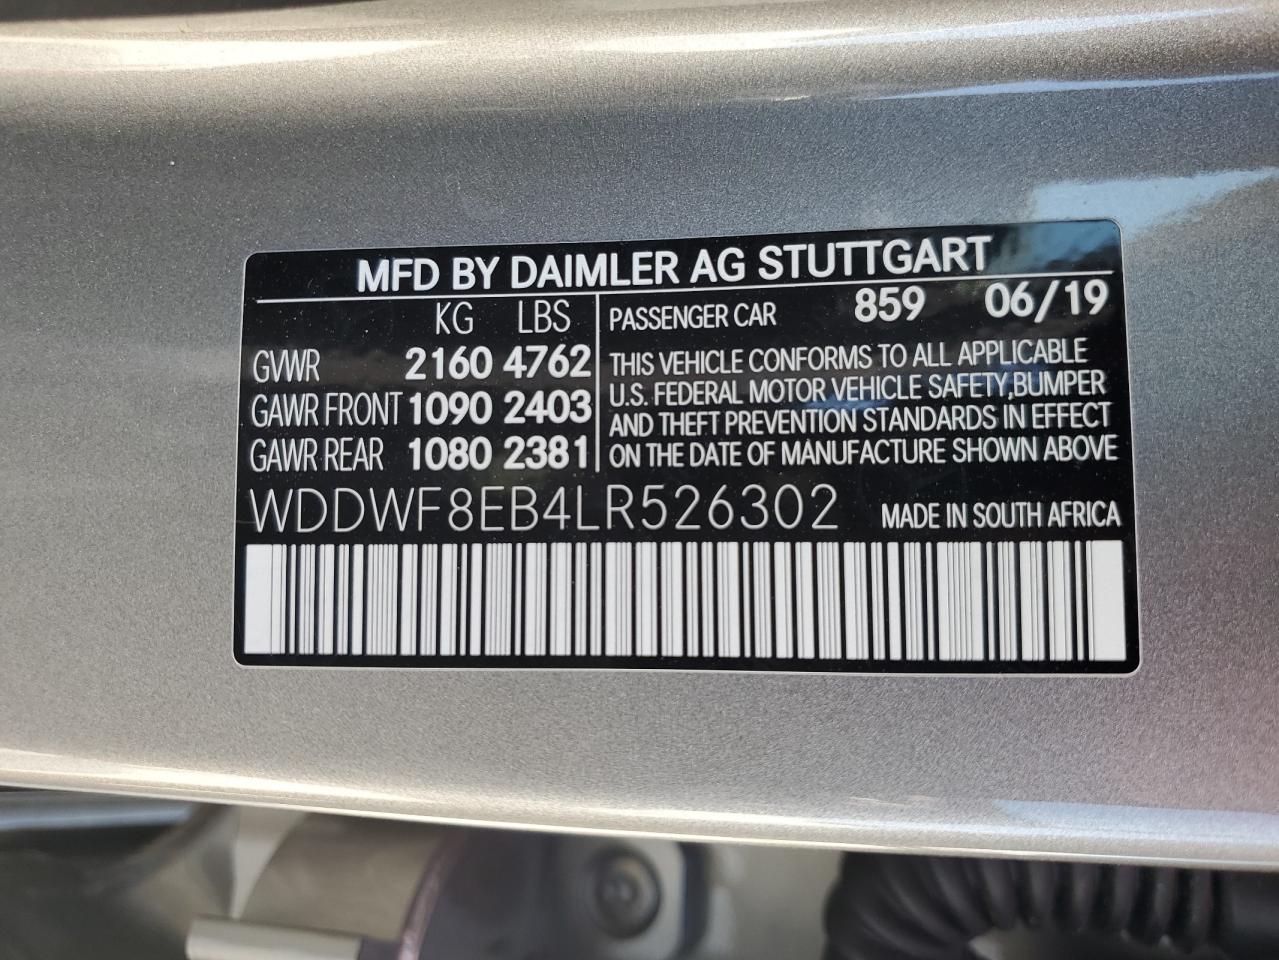 MFD BY DAIMLER AG STUTTGART
KG LBS
GVWR 2160 4762
GAWR FRONT 1090 2403
GAWR REAR 1080 2381
PASSENGER CAR 859 06/19
THIS VEHICLE CONFORMS TO ALL APPLICABLE
U.S. FEDERAL MOTOR VEHICLE SAFETY,BUMPER
AND THEFT PREVENTION STANDARDS IN EFFECT
ON THE DATE OF MANUFACTURE SHOWN ABOVE
WDDWF8EB4LR526302 MADE IN SOUTH AFRICA